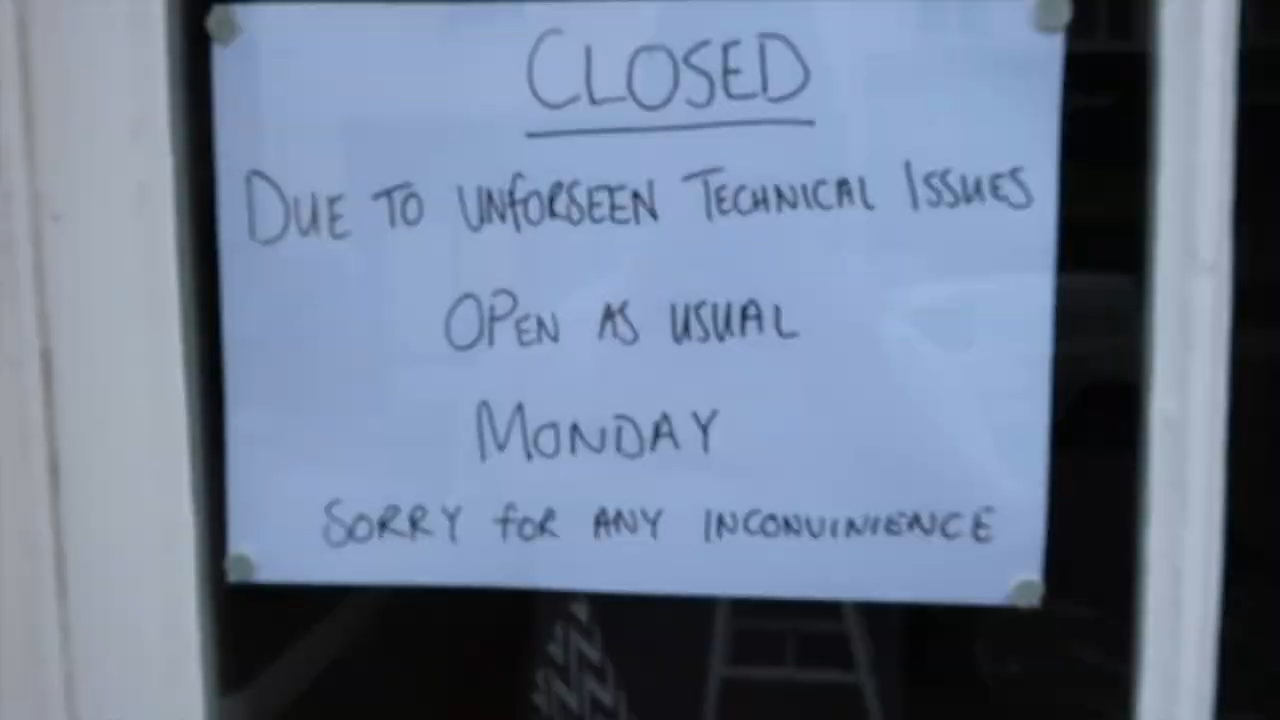 CLOSED
DUE TO UNFORSEEN TECHNICAL ISSUES
OPEN AS USUAL
MONDAY
SORRY FOR ANY INCONVINIENCE